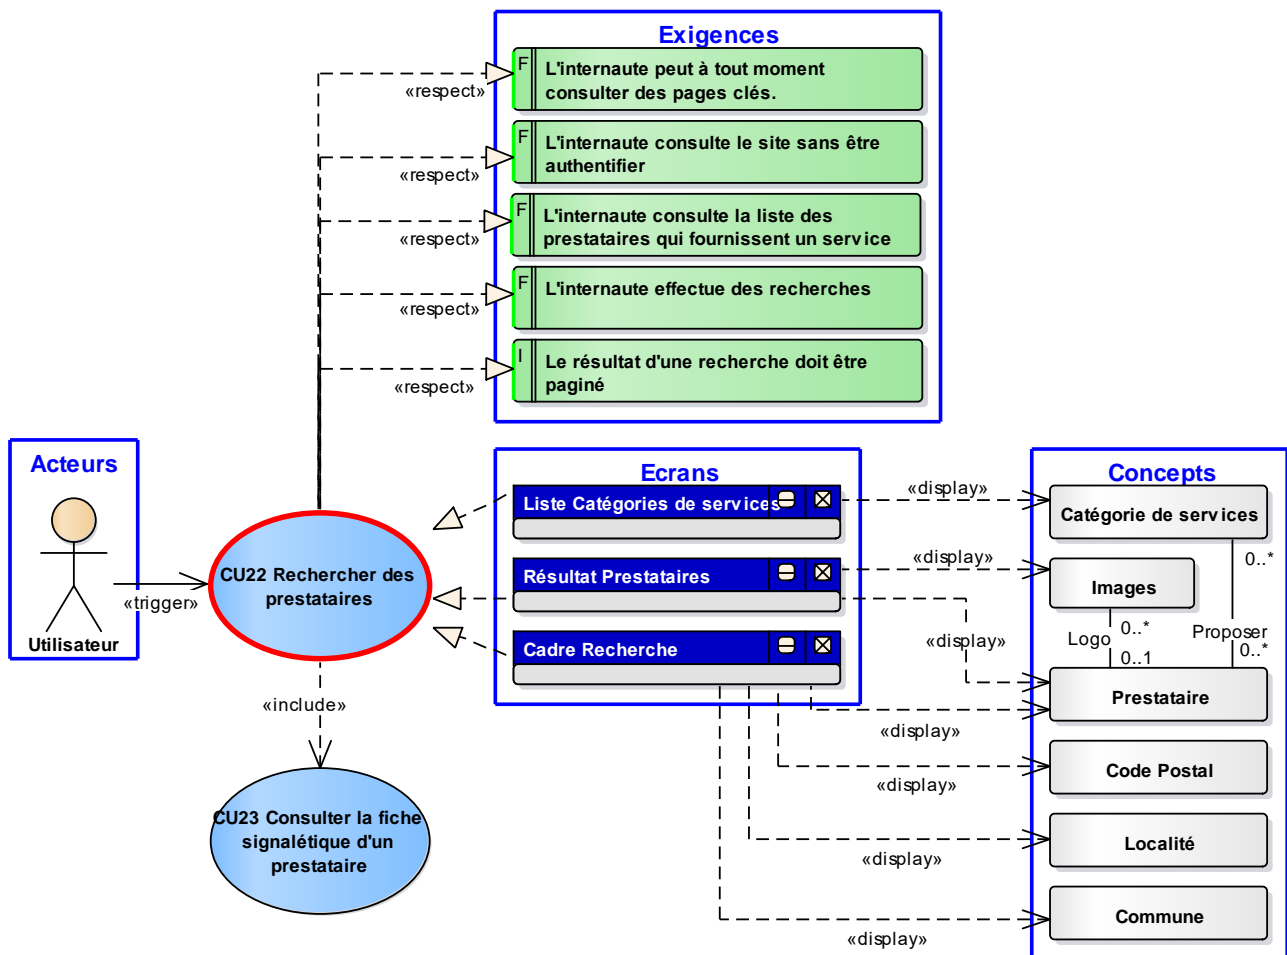 Exigences
F
L'internaute peut à tout moment
consulter des pages clés.
«respect»
F
L'internaute consulte le site sans être
authentifier
«respect»
F
L'internaute consulte la liste des
prestataires qui fournissent un service
«respect»
F
L'internaute effectue des recherches
«respect»
I
Le résultat d'une recherche doit être
paginé
«respect»
Acteurs
Utilisateur
«trigger»
CU22 Rechercher des
prestataires
«include»
CU23 Consulter la fiche
signalétique d'un
prestataire
Ecrans
Liste Catégories de services
Résultat Prestataires
Cadre Recherche
«display»
«display»
«display»
«display»
«display»
«display»
«display»
Concepts
Catégorie de services
0..*
Images
Logo
0..*
0..1
Proposer
0..*
Prestataire
Code Postal
Localité
Commune